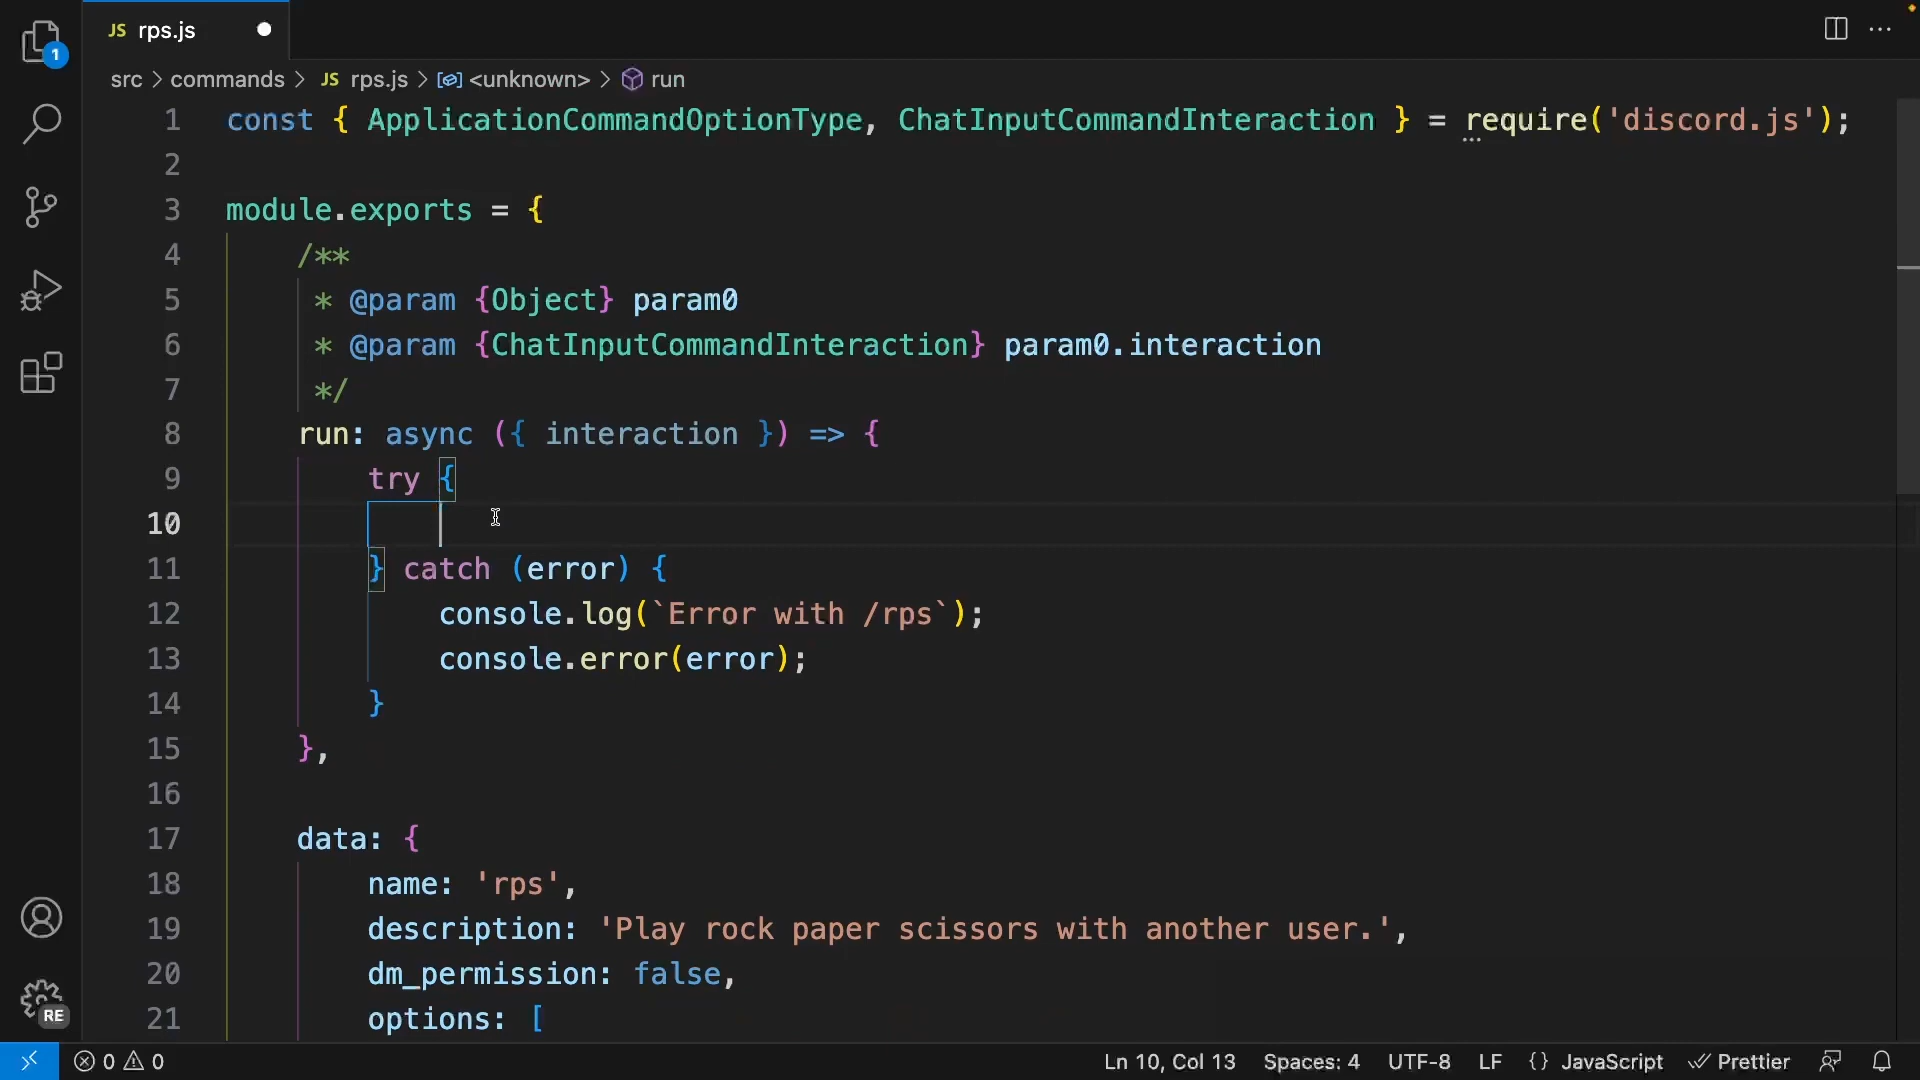 JS rps.js
1
src > commands > JS rps.js > <unknown> > run
1 const { ApplicationCommandOptionType, ChatInputCommandInteraction } = require('discord.js');
2
3 module.exports = {
4 /**
5 * @param {Object} param0
6 * @param {ChatInputCommandInteraction} param0.interaction
7 */
8 run: async ({ interaction }) => {
9 try {
10
11 } catch (error) {
12 console.log(`Error with /rps`);
13 console.error(error);
14 }
15 },
16
17 data: {
18 name: 'rps',
19 description: 'Play rock paper scissors with another user.',
20 dm_permission: false,
21 options: [
RE
0 0 Ln 10, Col 13 Spaces: 4 UTF-8 LF {} JavaScript Prettier